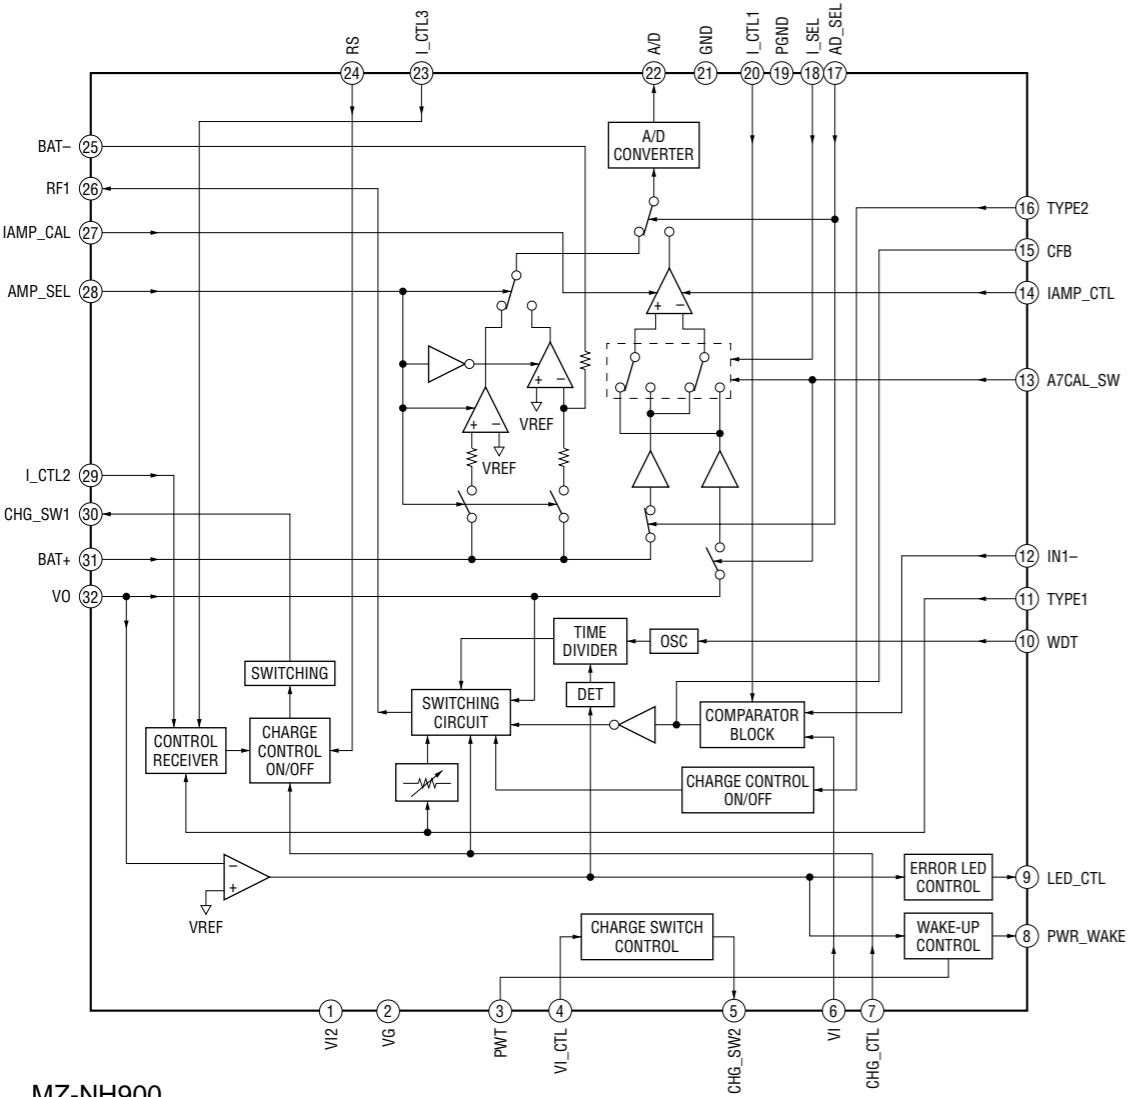 RS
I_CTL3
A/D
GND
I_CTL1
PGND
I_SEL
AD_SEL
24
23
22
21
20
19
18
17
BAT–
25
RF1
26
IAMP_CAL
27
AMP_SEL
28
I_CTL2
29
CHG_SW1
30
BAT+
31
VO
32
16
TYPE2
15
CFB
14
IAMP_CTL
13
A7CAL_SW
12
IN1–
11
TYPE1
10
WDT
9
LED_CTL
8
PWR_WAKE
A/D
CONVERTER
+ –
+ –
VREF
+ –
VREF
TIME
DIVIDER
OSC
DET
SWITCHING
SWITCHING
CIRCUIT
COMPARATOR
BLOCK
CONTROL
RECEIVER
CHARGE
CONTROL
ON/OFF
CHARGE CONTROL
ON/OFF
–
+
VREF
ERROR LED
CONTROL
CHARGE SWITCH
CONTROL
WAKE-UP
CONTROL
1
2
3
4
5
6
7
VI2
VG
PWT
VI_CTL
CHG_SW2
VI
CHG_CTL
MZ-NH900